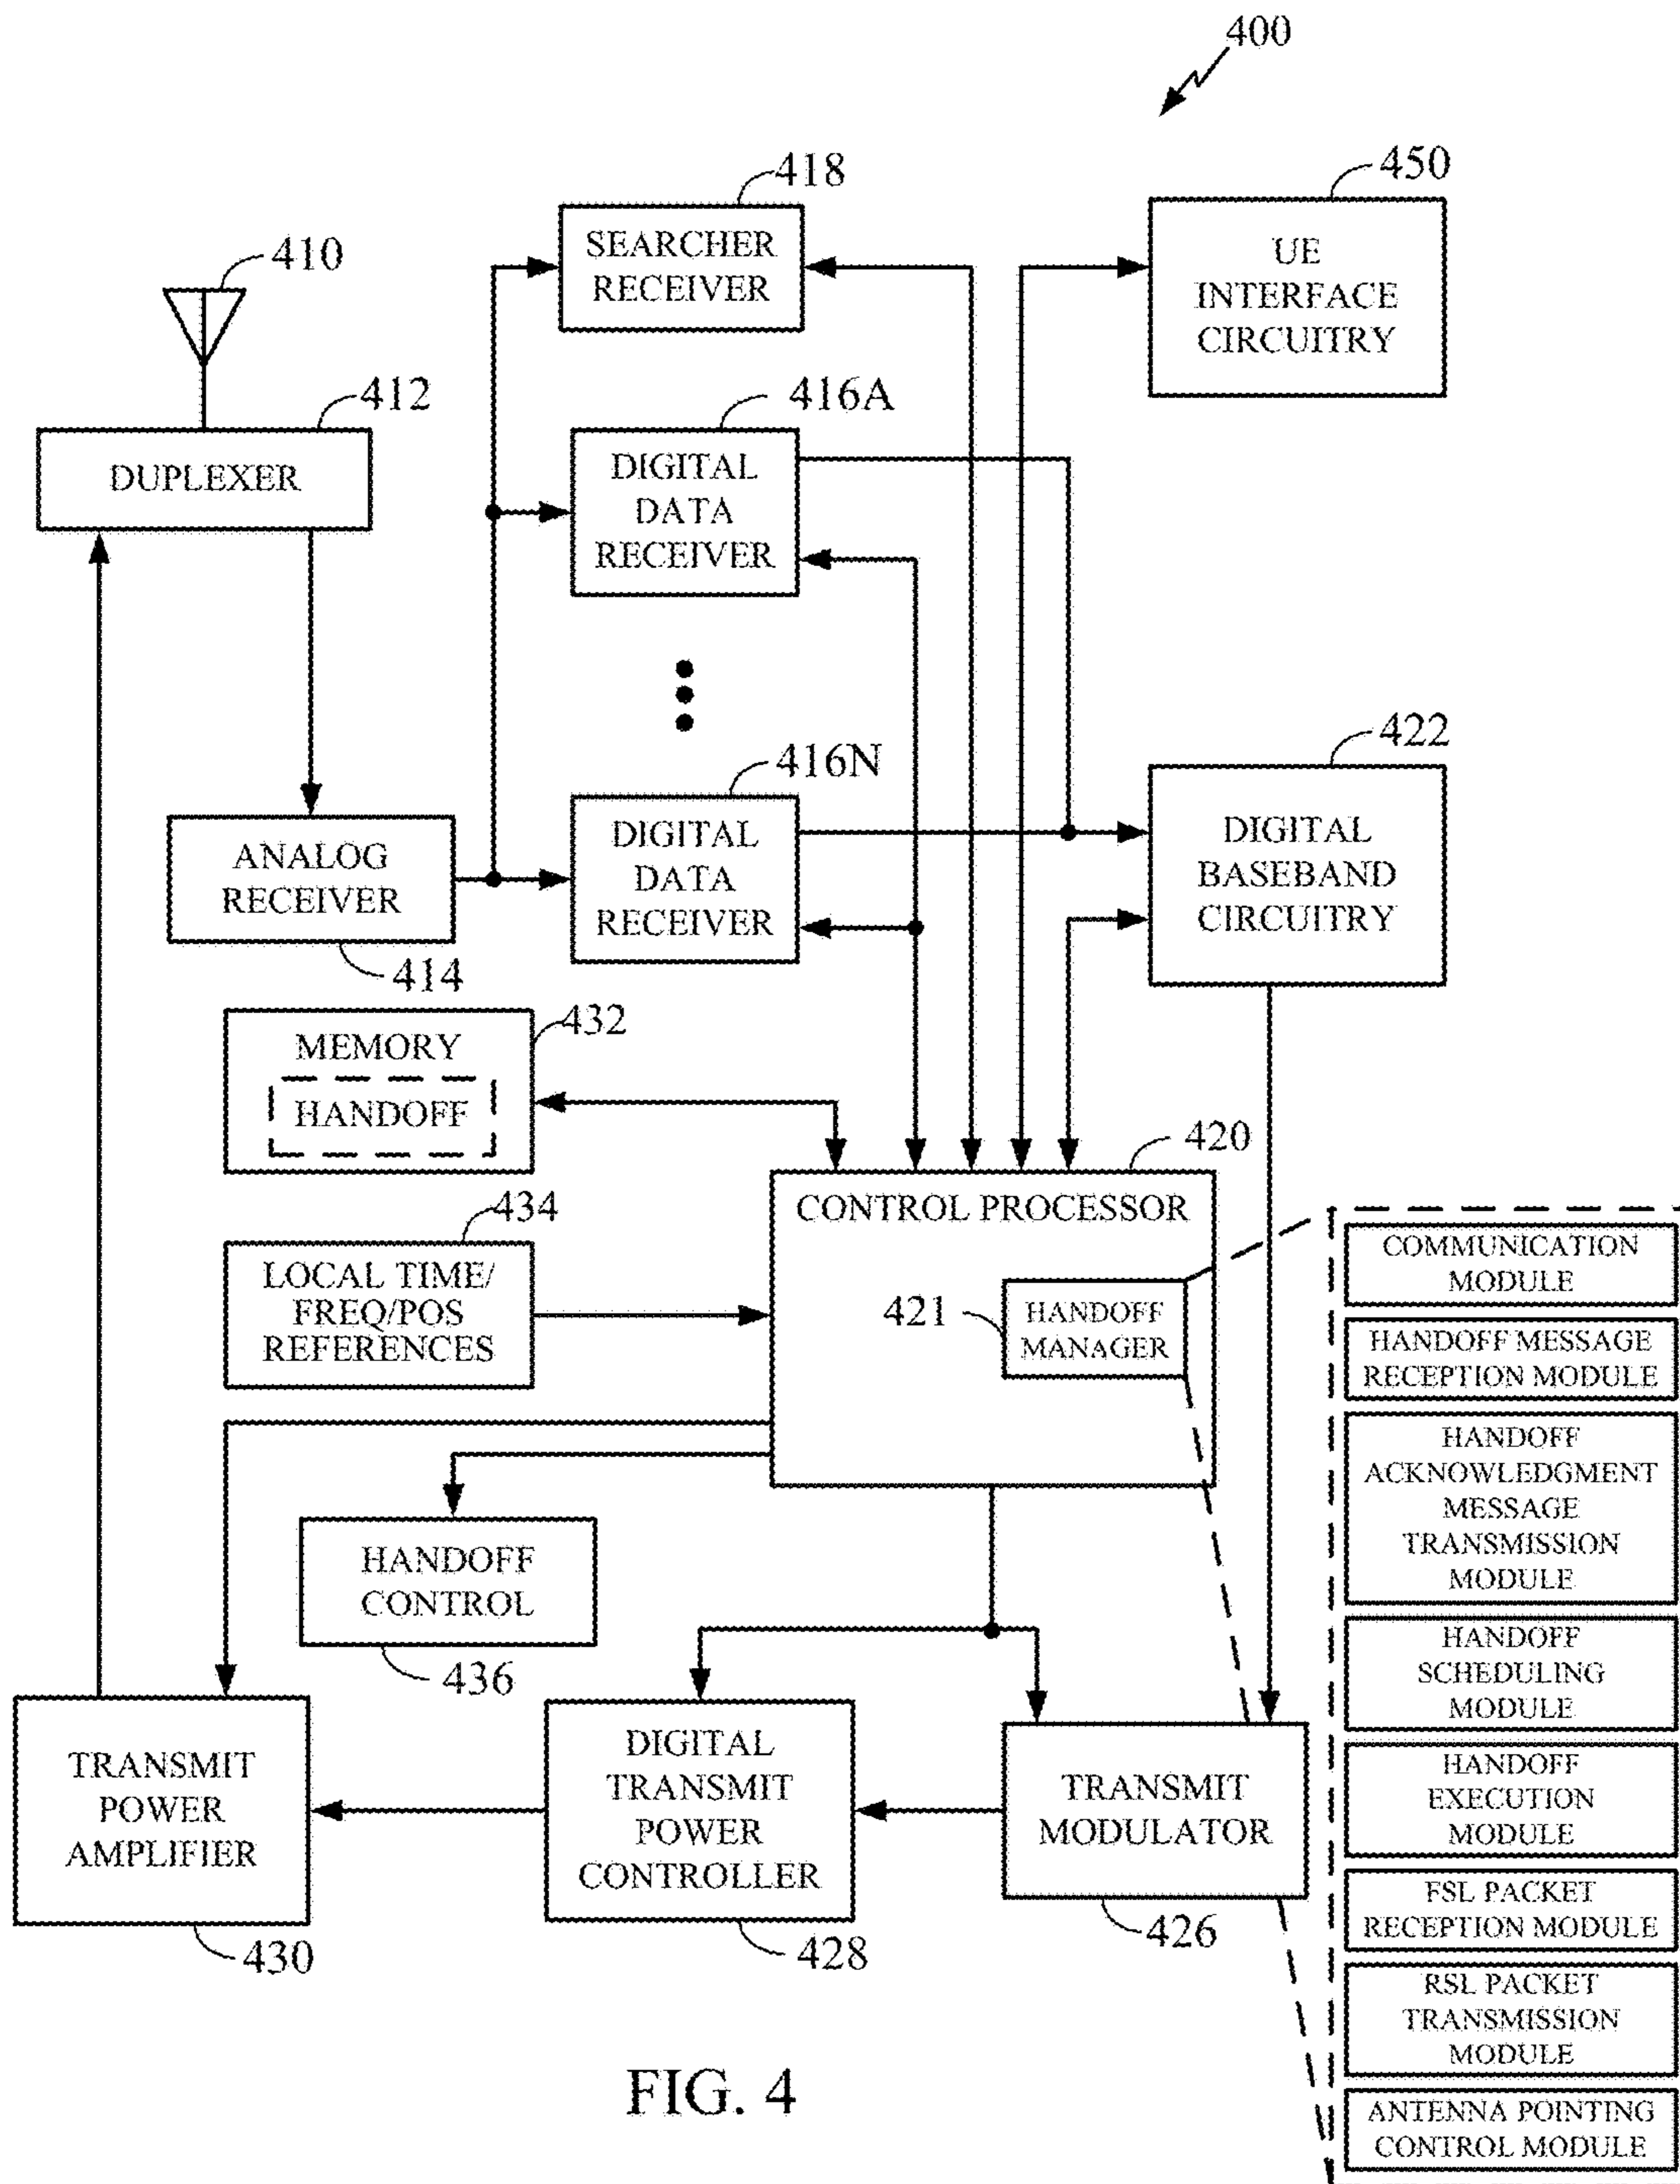 400
418
SEARCHER
RECEIVER
450
UE
INTERFACE
CIRCUITRY
410
412
DUPLEXER
416A
DIGITAL
DATA
RECEIVER
416N
DIGITAL
DATA
RECEIVER
422
DIGITAL
BASEBAND
CIRCUITRY
ANALOG
RECEIVER
414
432
MEMORY
HANDOFF
420
CONTROL PROCESSOR
434
LOCAL TIME/
FREQ/POS
REFERENCES
421
HANDOFF
MANAGER
HANDOFF
CONTROL
436
TRANSMIT
POWER
AMPLIFIER
430
DIGITAL
TRANSMIT
POWER
CONTROLLER
428
TRANSMIT
MODULATOR
426
COMMUNICATION
MODULE
HANDOFF MESSAGE
RECEPTION MODULE
HANDOFF
ACKNOWLEDGMENT
MESSAGE
TRANSMISSION
MODULE
HANDOFF
SCHEDULING
MODULE
HANDOFF
EXECUTION
MODULE
FSL PACKET
RECEPTION MODULE
RSL PACKET
TRANSMISSION
MODULE
ANTENNA POINTING
CONTROL MODULE
FIG. 4